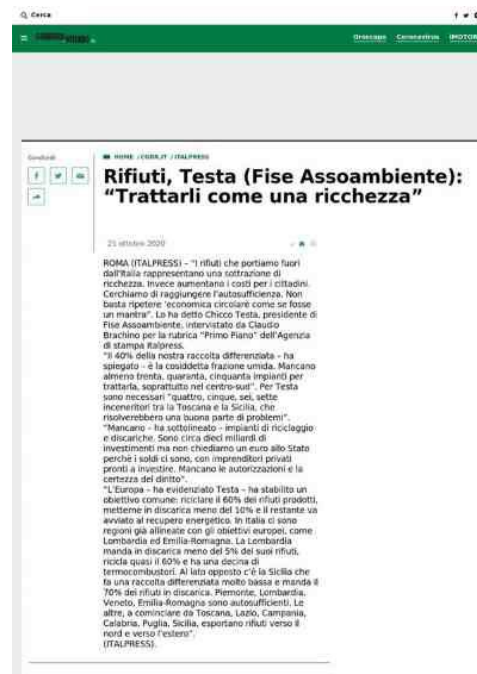 Cerca
Oroscopo Coronavirus IMOTOR
Condividi
HOME / CORR.IT / ITALPRESS
Rifiuti, Testa (Fise Assoambiente):
“Trattarli come una ricchezza”
21 ottobre 2020
ROMA (ITALPRESS) – "I rifiuti che portiamo fuori
dall'Italia rappresentano una sottrazione di
ricchezza. Invece aumentano i costi per i cittadini.
Cerchiamo di raggiungere l'autosufficienza. Non
basta ripetere 'economica circolare come se fosse
un mantra". Lo ha detto Chicco Testa, presidente di
Fise Assoambiente, intervistato da Claudio
Brachino per la rubrica "Primo Piano" dell'Agenzia
di stampa Italpress.
"Il 40% della nostra raccolta differenziata – ha
spiegato – è la cosiddetta frazione umida. Mancano
almeno trenta, quaranta, cinquanta impianti per
trattarla, soprattutto nel centro-sud". Per Testa
sono necessari "quattro, cinque, sei, sette
inceneritori tra la Toscana e la Sicilia, che
risolverebbero una buona parte di problemi".
"Mancano – ha sottolineato – impianti di riciclaggio
e discariche. Sono circa dieci miliardi di
investimenti ma non chiediamo un euro allo Stato
perchè i soldi ci sono, con imprenditori privati
pronti a investire. Mancano le autorizzazioni e la
certezza del diritto".
"L'Europa – ha evidenziato Testa – ha stabilito un
obiettivo comune: riciclare il 60% dei rifiuti prodotti,
metterne in discarica meno del 10% e il restante va
avviato al recupero energetico. In Italia ci sono
regioni già allineate con gli obiettivi europei, come
Lombardia ed Emilia-Romagna. La Lombardia
manda in discarica meno del 5% dei suoi rifiuti,
ricicla quasi il 60% e ha una decina di
termocombustori. Al lato opposto c'è la Sicilia che
fa una raccolta differenziata molto bassa e manda il
70% dei rifiuti in discarica. Piemonte, Lombardia,
Veneto, Emilia-Romagna sono autosufficienti. Le
altre, a cominciare da Toscana, Lazio, Campania,
Calabria, Puglia, Sicilia, esportano rifiuti verso il
nord e verso l'estero".
(ITALPRESS).